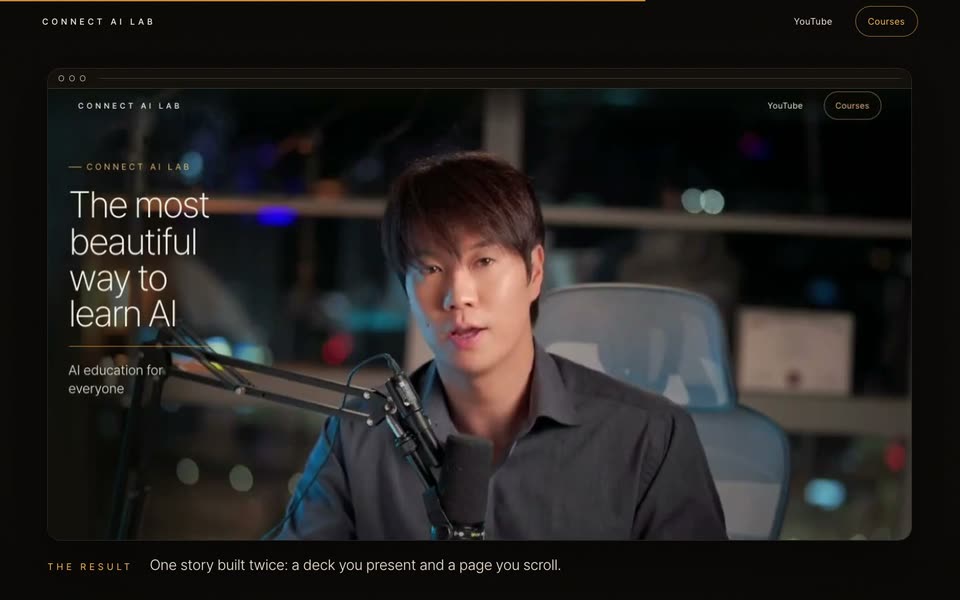 CONNECT AI LAB
YouTube
Courses
CONNECT AI LAB
YouTube
Courses
CONNECT AI LAB
The most
beautiful
way to
learn AI
AI education for
everyone
THE RESULT
One story built twice: a deck you present and a page you scroll.